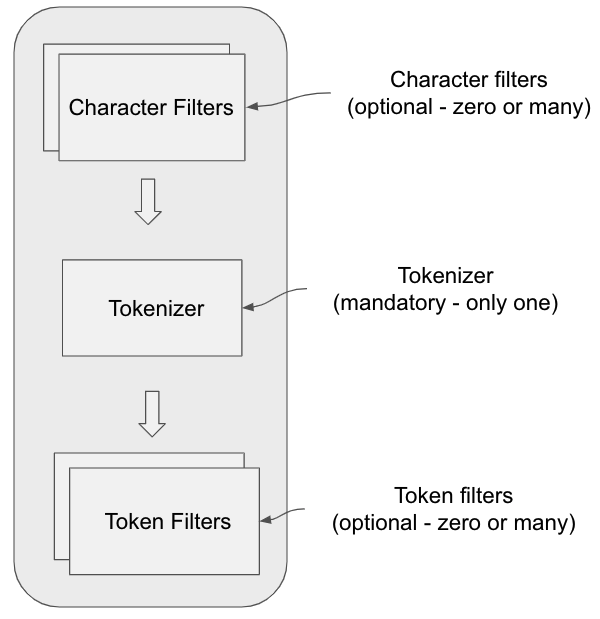 Character Filters
Character filters
(optional - zero or many)
Tokenizer
Tokenizer
(mandatory - only one)
Token Filters
Token filters
(optional - zero or many)